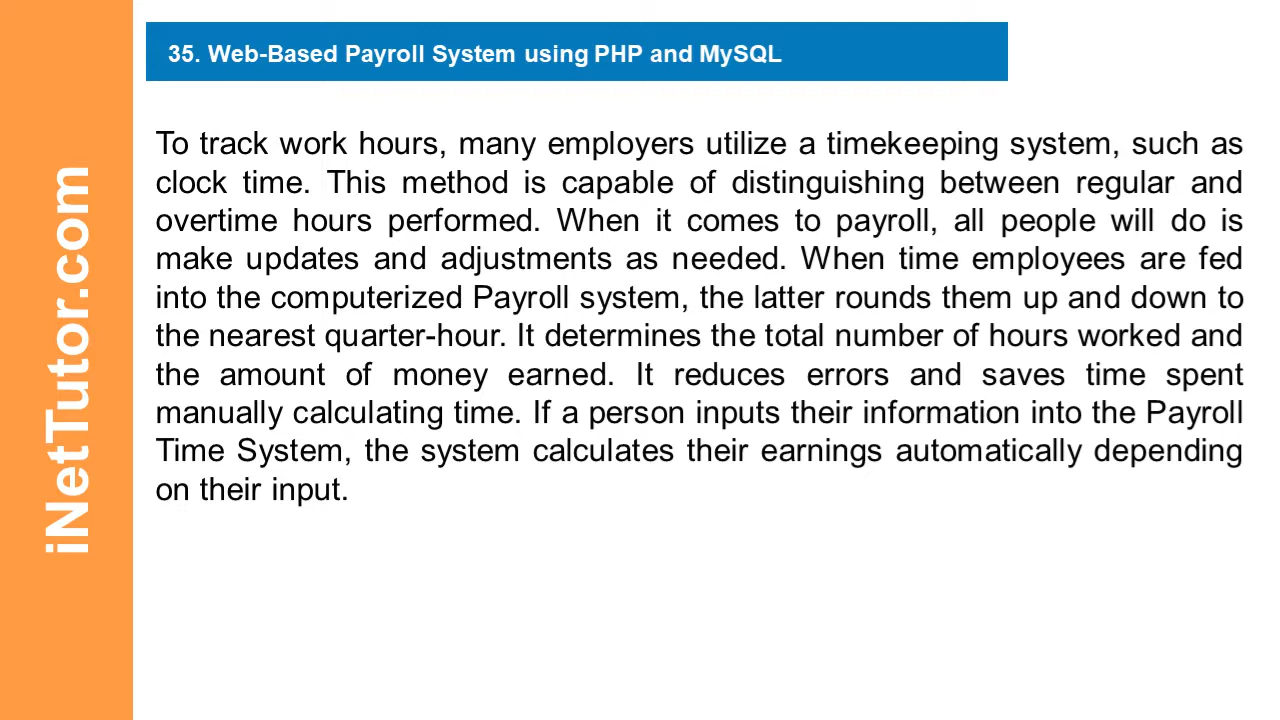 35. Web-Based Payroll System using PHP and MySQL
To track work hours, many employers utilize a timekeeping system, such as
clock time. This method is capable of distinguishing between regular and
overtime hours performed. When it comes to payroll, all people will do is
make updates and adjustments as needed. When time employees are fed
into the computerized Payroll system, the latter rounds them up and down to
the nearest quarter-hour. It determines the total number of hours worked and
the amount of money earned. It reduces errors and saves time spent
manually calculating time. If a person inputs their information into the Payroll
Time System, the system calculates their earnings automatically depending
on their input.
iNetTutor.com